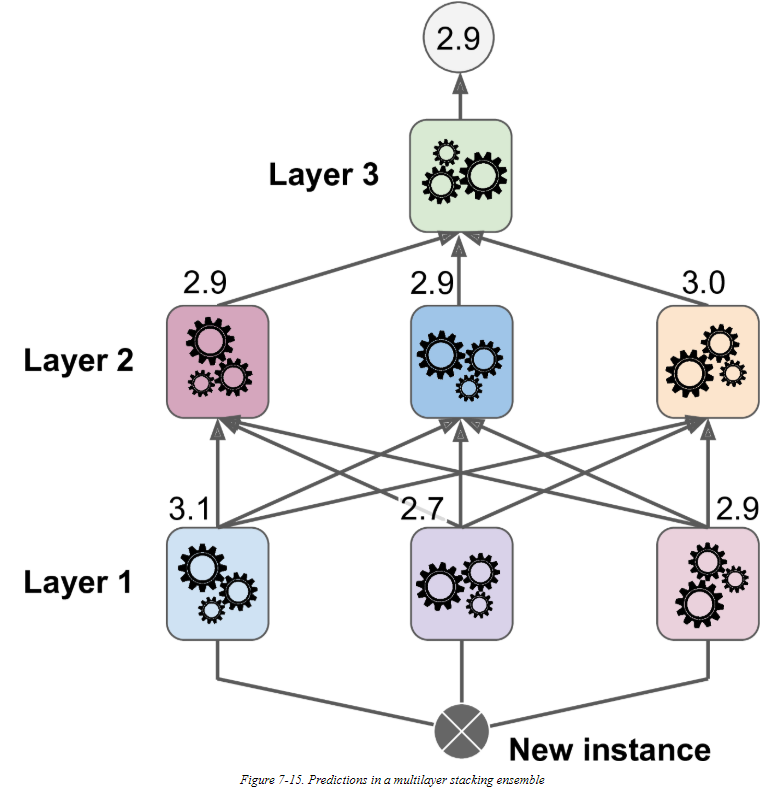 2.9
Layer 3
2.9 2.9 3.0
Layer 2
3.1 2.7 2.9
Layer 1
New instance
Figure 7-15. Predictions in a multilayer stacking ensemble